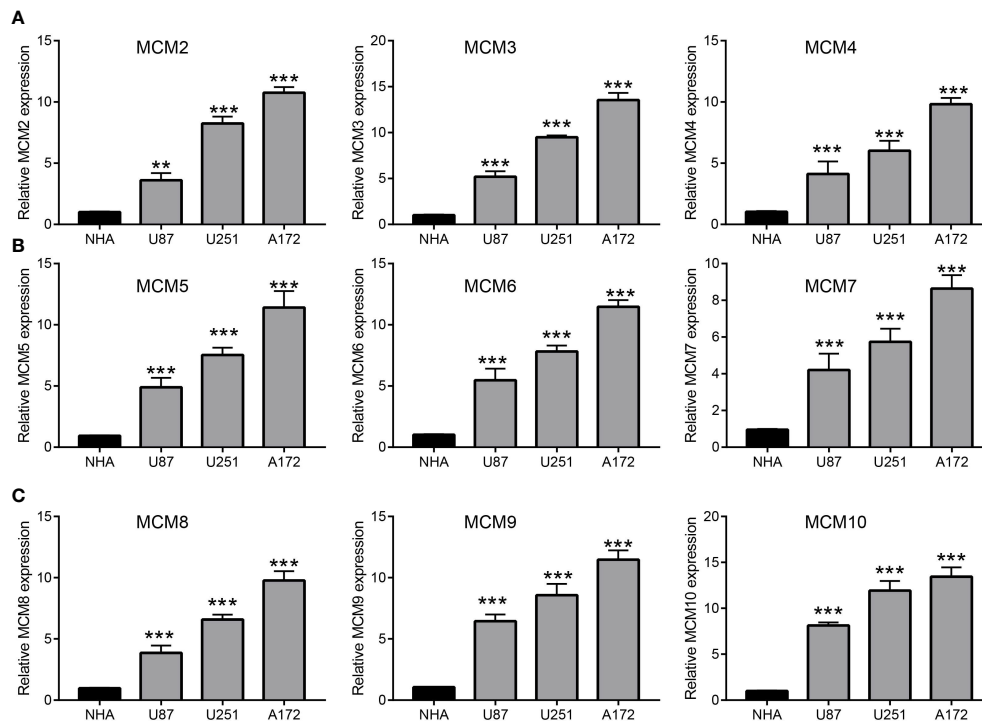 A
MCM2
Relative MCM2 expression
15
10
5
0
**
***
***
NHA U87 U251 A172
MCM3
Relative MCM3 expression
20
15
10
5
0
***
***
***
NHA U87 U251 A172
MCM4
Relative MCM4 expression
15
10
5
0
***
***
***
NHA U87 U251 A172
B
MCM5
Relative MCM5 expression
15
10
5
0
***
***
***
NHA U87 U251 A172
MCM6
Relative MCM6 expression
15
10
5
0
***
***
***
NHA U87 U251 A172
MCM7
Relative MCM7 expression
10
8
6
4
2
0
***
***
***
NHA U87 U251 A172
C
MCM8
Relative MCM8 expression
15
10
5
0
***
***
***
NHA U87 U251 A172
MCM9
Relative MCM9 expression
15
10
5
0
***
***
***
NHA U87 U251 A172
MCM10
Relative MCM10 expression
20
15
10
5
0
***
***
***
NHA U87 U251 A172